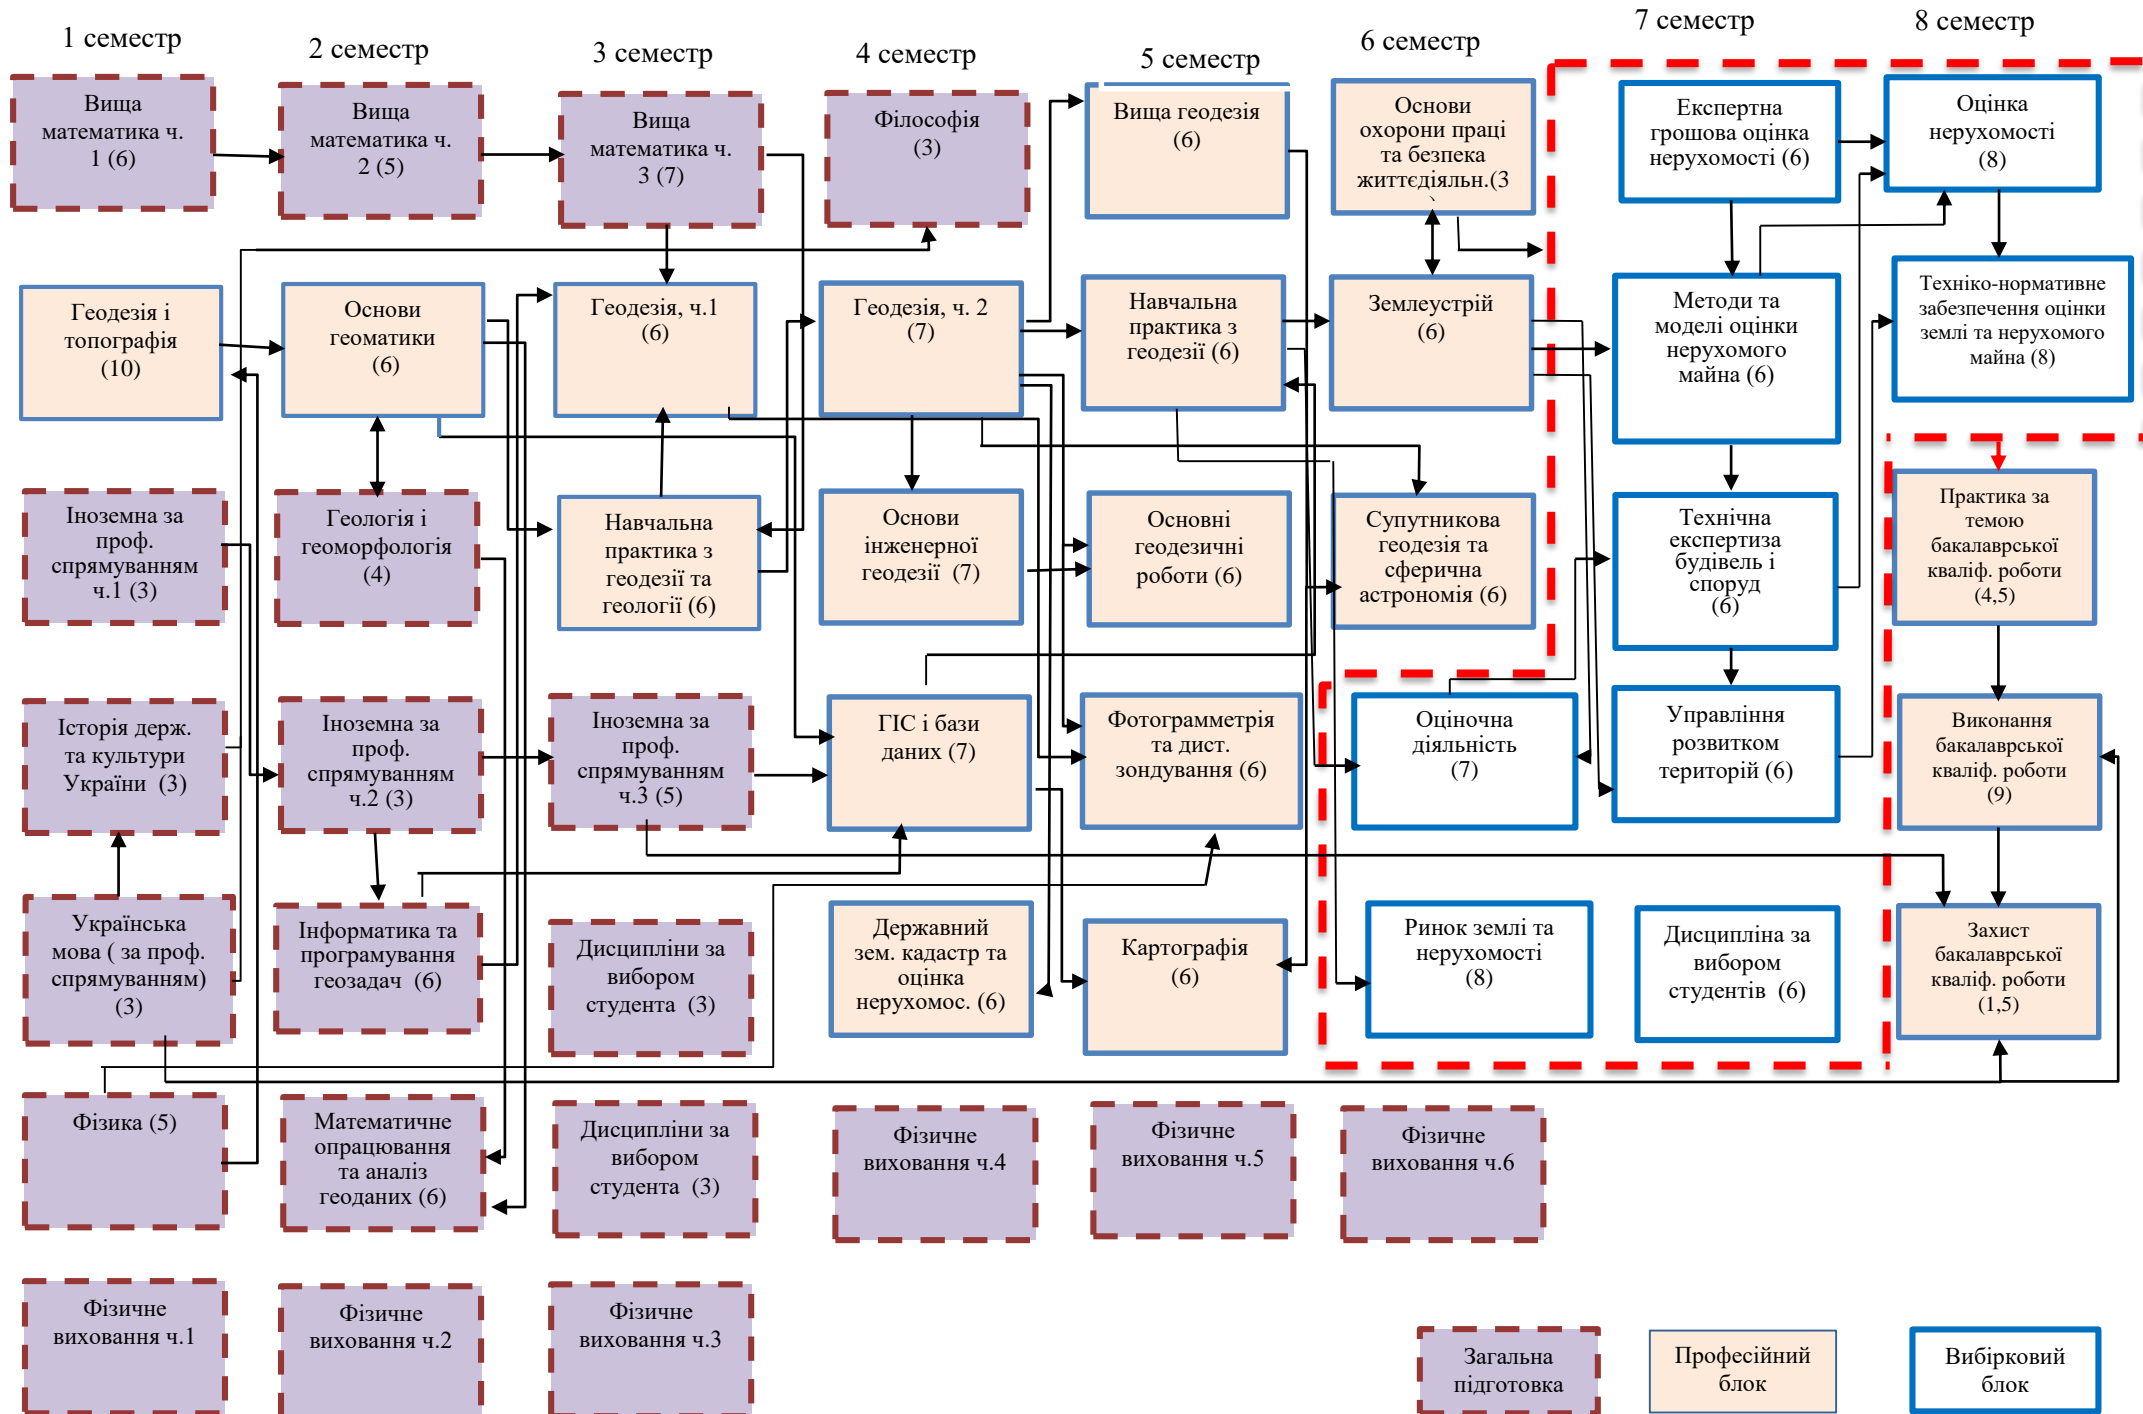 1 семестр
2 семестр
3 семестр
4 семестр
5 семестр
6 семестр
7 семестр
8 семестр
Вища
математика ч.
1 (6)
Вища
математика ч.
2 (5)
Вища
математика ч.
3 (7)
Філософія
(3)
Вища геодезія
(6)
Основи
охорони праці
та безпека
життєдіяльн.(3
Експертна
грошова оцінка
нерухомості (6)
Оцінка
нерухомості
(8)
Геодезія і
топографія
(10)
Основи
геоматики
(6)
Геодезія, ч.1
(6)
Геодезія, ч. 2
(7)
Навчальна
практика з
геодезії (6)
Землеустрій
(6)
Методи та
моделі оцінки
нерухомого
майна (6)
Техніко-нормативне
забезпечення оцінки
землі та нерухомого
майна (8)
Іноземна за
проф.
спрямуванням
ч.1 (3)
Геологія і
геоморфологія
(4)
Навчальна
практика з
геодезії та
геології (6)
Основи
інженерної
геодезії (7)
Основні
геодезичні
роботи (6)
Супутникова
геодезія та
сферична
астрономія (6)
Технічна
експертиза
будівель і
споруд
(6)
Практика за
темою
бакалаврської
кваліф. роботи
(4,5)
Історія держ.
та культури
України (3)
Іноземна за
проф.
спрямуванням
ч.2 (3)
Іноземна за
проф.
спрямуванням
ч.3 (5)
ГІС і бази
даних (7)
Фотограмметрія
та дист.
зондування (6)
Оціночна
діяльність
(7)
Управління
розвитком
територій (6)
Виконання
бакалаврської
кваліф. роботи
(9)
Українська
мова ( за проф.
спрямуванням)
(3)
Інформатика та
програмування
геозадач (6)
Дисципліни за
вибором
студента (3)
Державний
зем. кадастр та
оцінка
нерухомос. (6)
Картографія
(6)
Ринок землі та
нерухомості
(8)
Дисципліна за
вибором
студентів (6)
Захист
бакалаврської
кваліф. роботи
(1,5)
Фізика (5)
Математичне
опрацювання
та аналіз
геоданих (6)
Дисципліни за
вибором
студента (3)
Фізичне
виховання ч.4
Фізичне
виховання ч.5
Фізичне
виховання ч.6
Фізичне
виховання ч.1
Фізичне
виховання ч.2
Фізичне
виховання ч.3
Загальна
підготовка
Професійний
блок
Вибірковий
блок